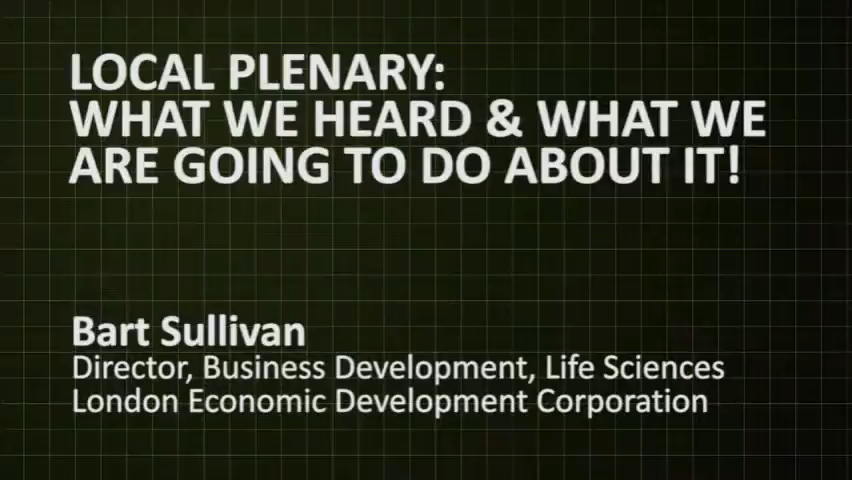 LOCAL PLENARY:
WHAT WE HEARD & WHAT WE
ARE GOING TO DO ABOUT IT!
Bart Sullivan
Director, Business Development, Life Sciences
London Economic Development Corporation